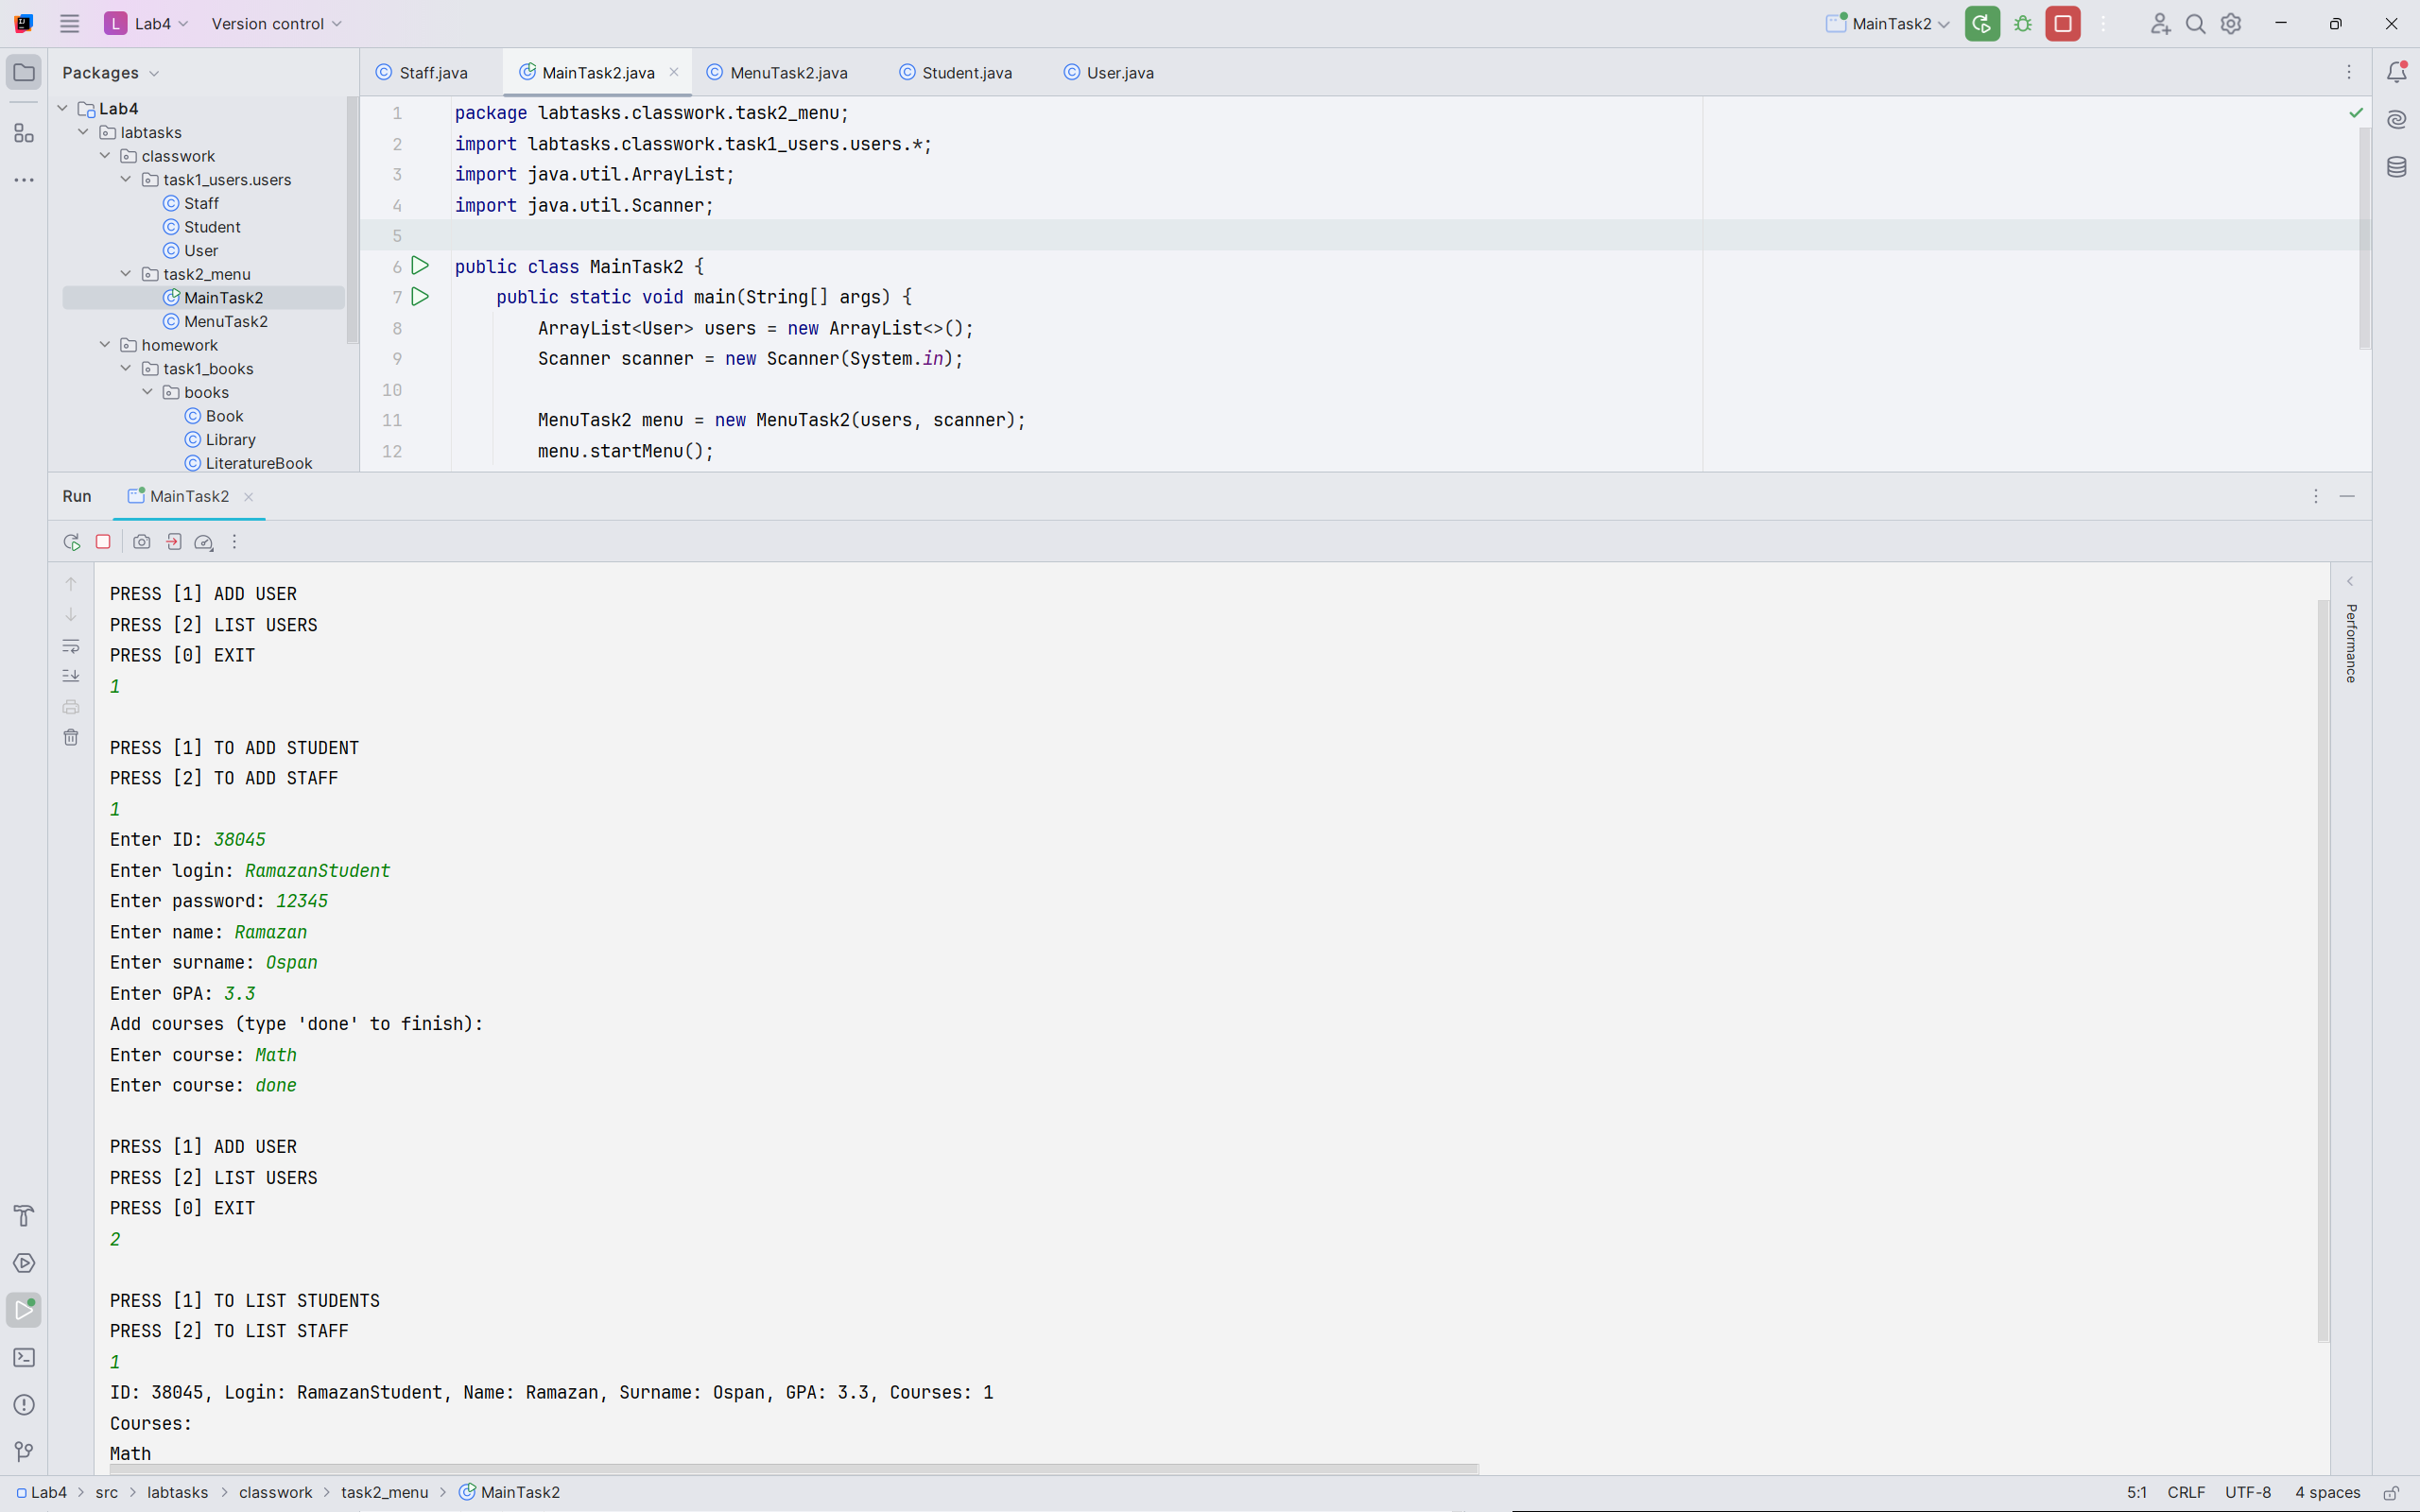 L Lab4 Version control MainTask2
Packages
Staff.java MainTask2.java MenuTask2.java Student.java User.java
Lab4
labtasks
classwork
task1_users.users
Staff
Student
User
task2_menu
MainTask2
MenuTask2
homework
task1_books
books
Book
Library
LiteratureBook
1 package labtasks.classwork.task2_menu;
2 import labtasks.classwork.task1_users.users.*;
3 import java.util.ArrayList;
4 import java.util.Scanner;
5
6 public class MainTask2 {
7 public static void main(String[] args) {
8 ArrayList<User> users = new ArrayList<>();
9 Scanner scanner = new Scanner(System.in);
10
11 MenuTask2 menu = new MenuTask2(users, scanner);
12 menu.startMenu();
Run MainTask2
PRESS [1] ADD USER
PRESS [2] LIST USERS
PRESS [0] EXIT
1
PRESS [1] TO ADD STUDENT
PRESS [2] TO ADD STAFF
1
Enter ID: 38045
Enter login: RamazanStudent
Enter password: 12345
Enter name: Ramazan
Enter surname: Ospan
Enter GPA: 3.3
Add courses (type 'done' to finish):
Enter course: Math
Enter course: done
PRESS [1] ADD USER
PRESS [2] LIST USERS
PRESS [0] EXIT
2
PRESS [1] TO LIST STUDENTS
PRESS [2] TO LIST STAFF
1
ID: 38045, Login: RamazanStudent, Name: Ramazan, Surname: Ospan, GPA: 3.3, Courses: 1
Courses:
Math
Performance
Lab4 > src > labtasks > classwork > task2_menu > MainTask2 5:1 CRLF UTF-8 4 spaces